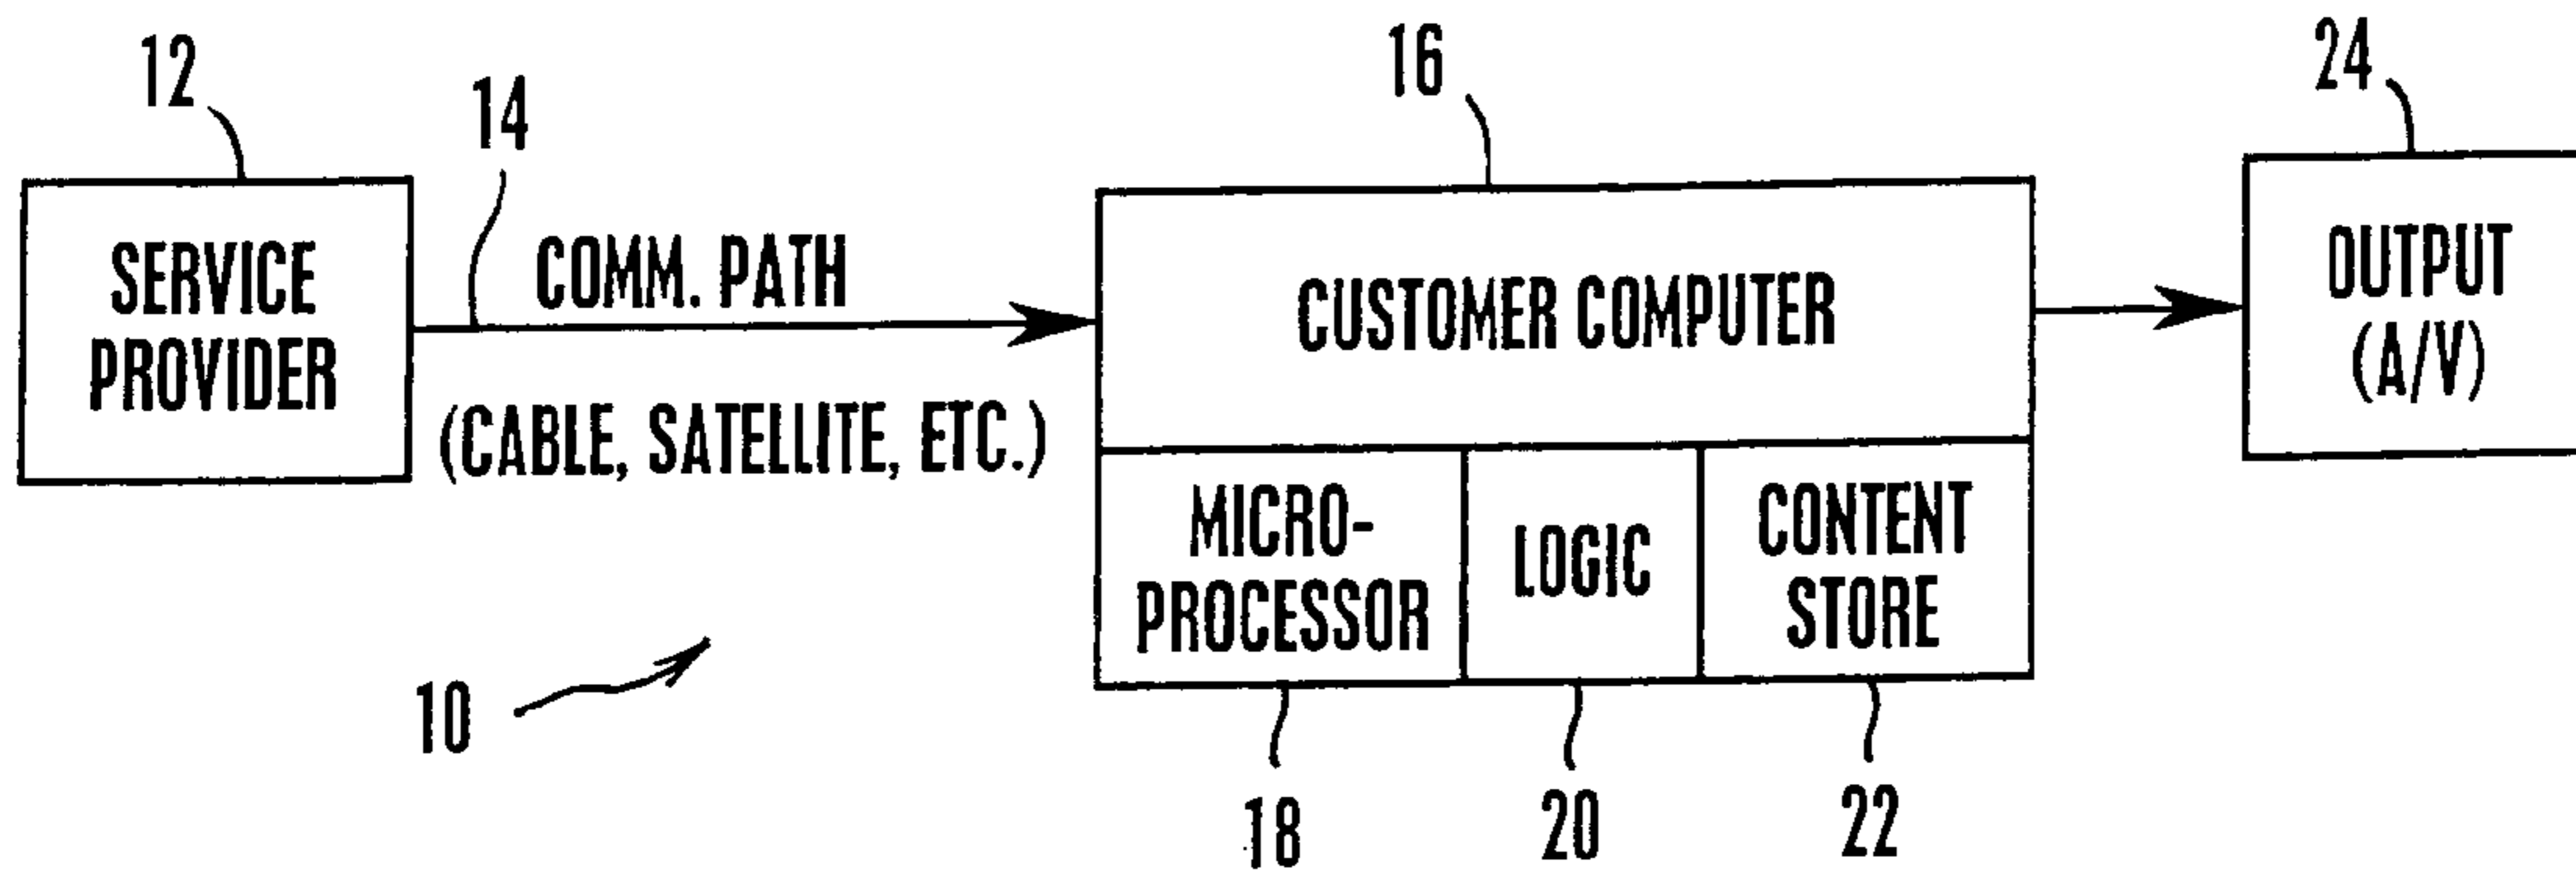 12
14
16
24
SERVICE
PROVIDER
COMM. PATH
(CABLE, SATELLITE, ETC.)
CUSTOMER COMPUTER
OUTPUT
(A/V)
MICRO-
PROCESSOR
LOGIC
CONTENT
STORE
10
18
20
22